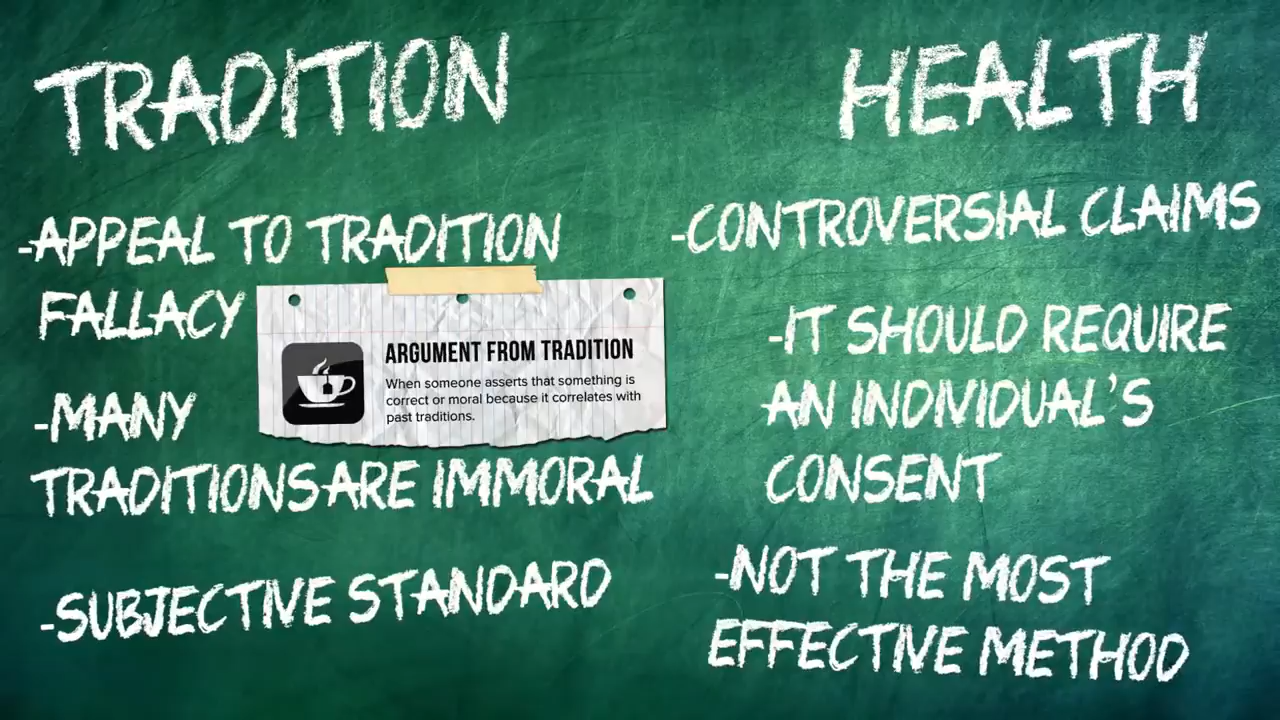 TRADITION
-APPEAL TO TRADITION
FALLACY
ARGUMENT FROM TRADITION
When someone asserts that something is
correct or moral because it correlates with
past traditions.
-MANY
TRADITIONS ARE IMMORAL
-SUBJECTIVE STANDARD
HEALTH
-CONTROVERSIAL CLAIMS
-IT SHOULD REQUIRE
AN INDIVIDUAL'S
CONSENT
-NOT THE MOST
EFFECTIVE METHOD